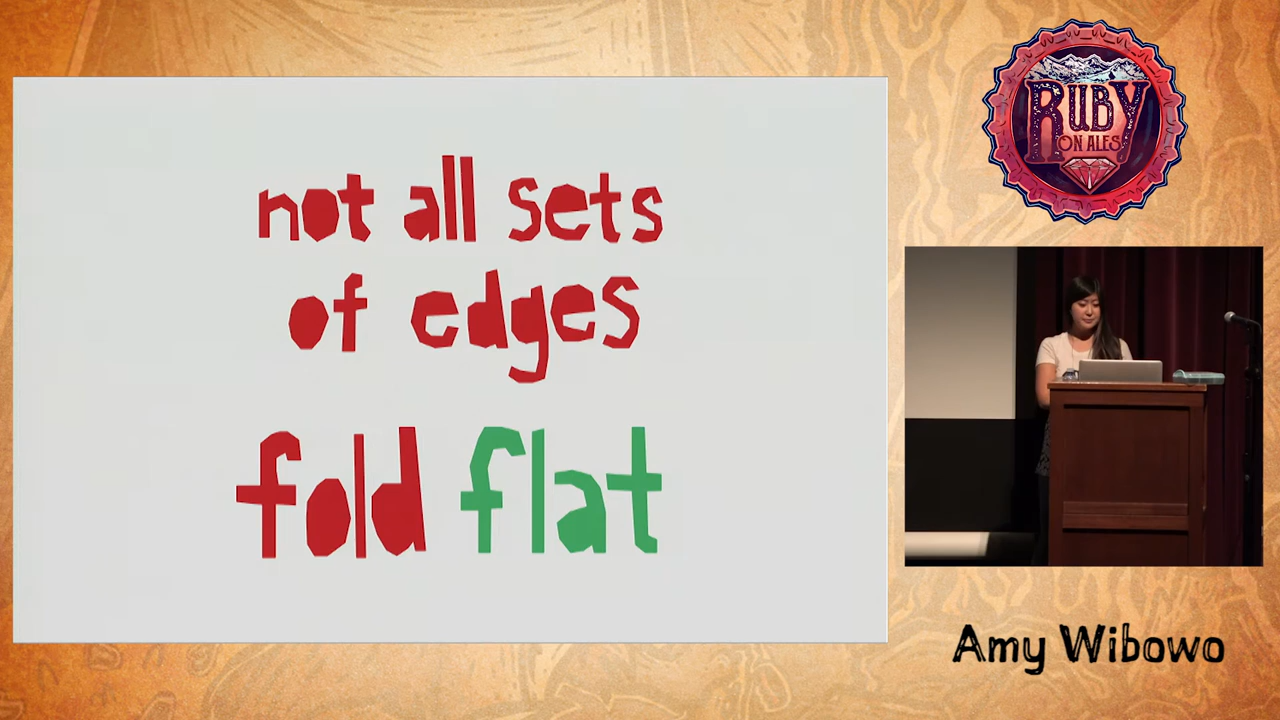 not all sets
of edges
fold flat
RUBY
ON ALES
Amy Wibowo